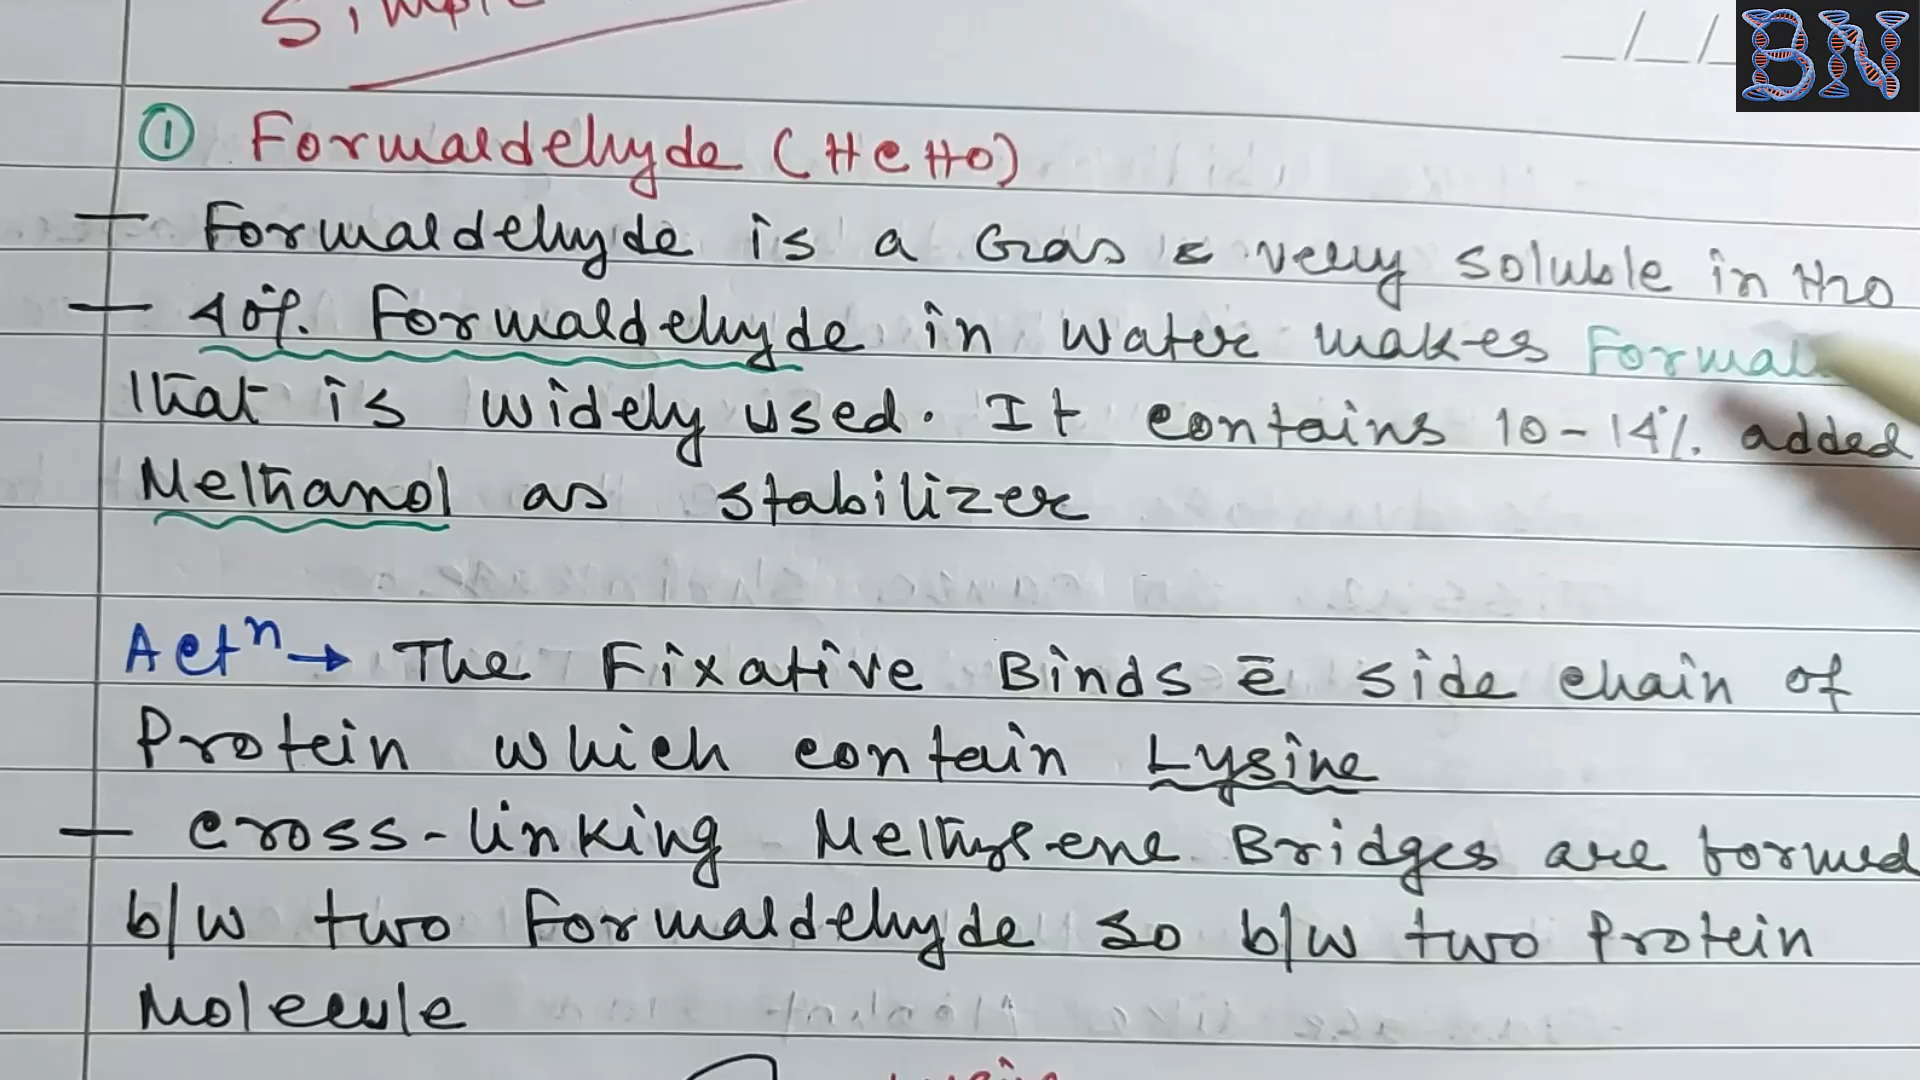 Simple
① Formaldehyde (HCHO)
— Formaldehyde is a Gas & very soluble in H2O
— 40% Formaldehyde in water makes Formal
that is widely used. It contains 10-14% added
Methanol as stabilizer
Actⁿ → The Fixative Binds c̄ side chain of
Protein which contain Lysine
— cross-linking Methylene Bridges are formed
b/w two Formaldehyde so b/w two Protein
Molecule
BN